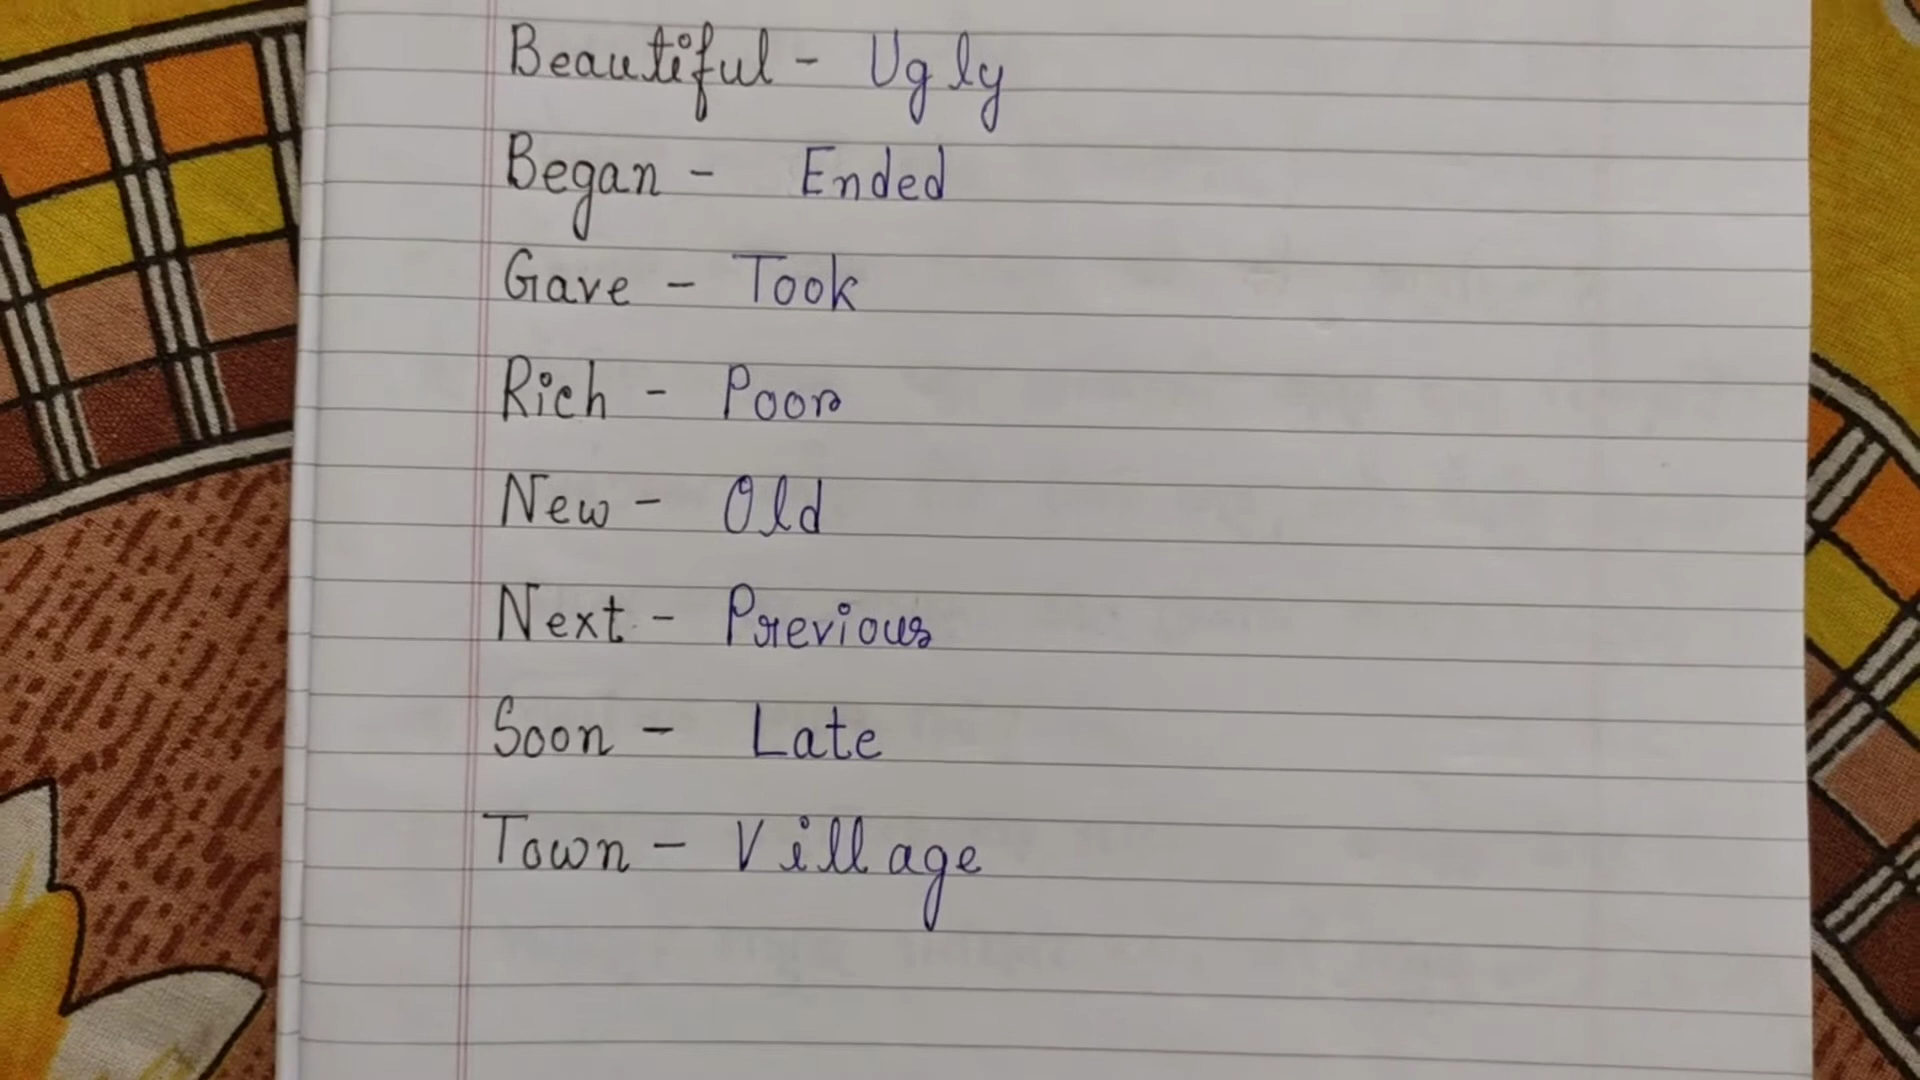 Beautiful - Ugly
Began - Ended
Gave - Took
Rich - Poor
New - Old
Next - Previous
Soon - Late
Town - Village